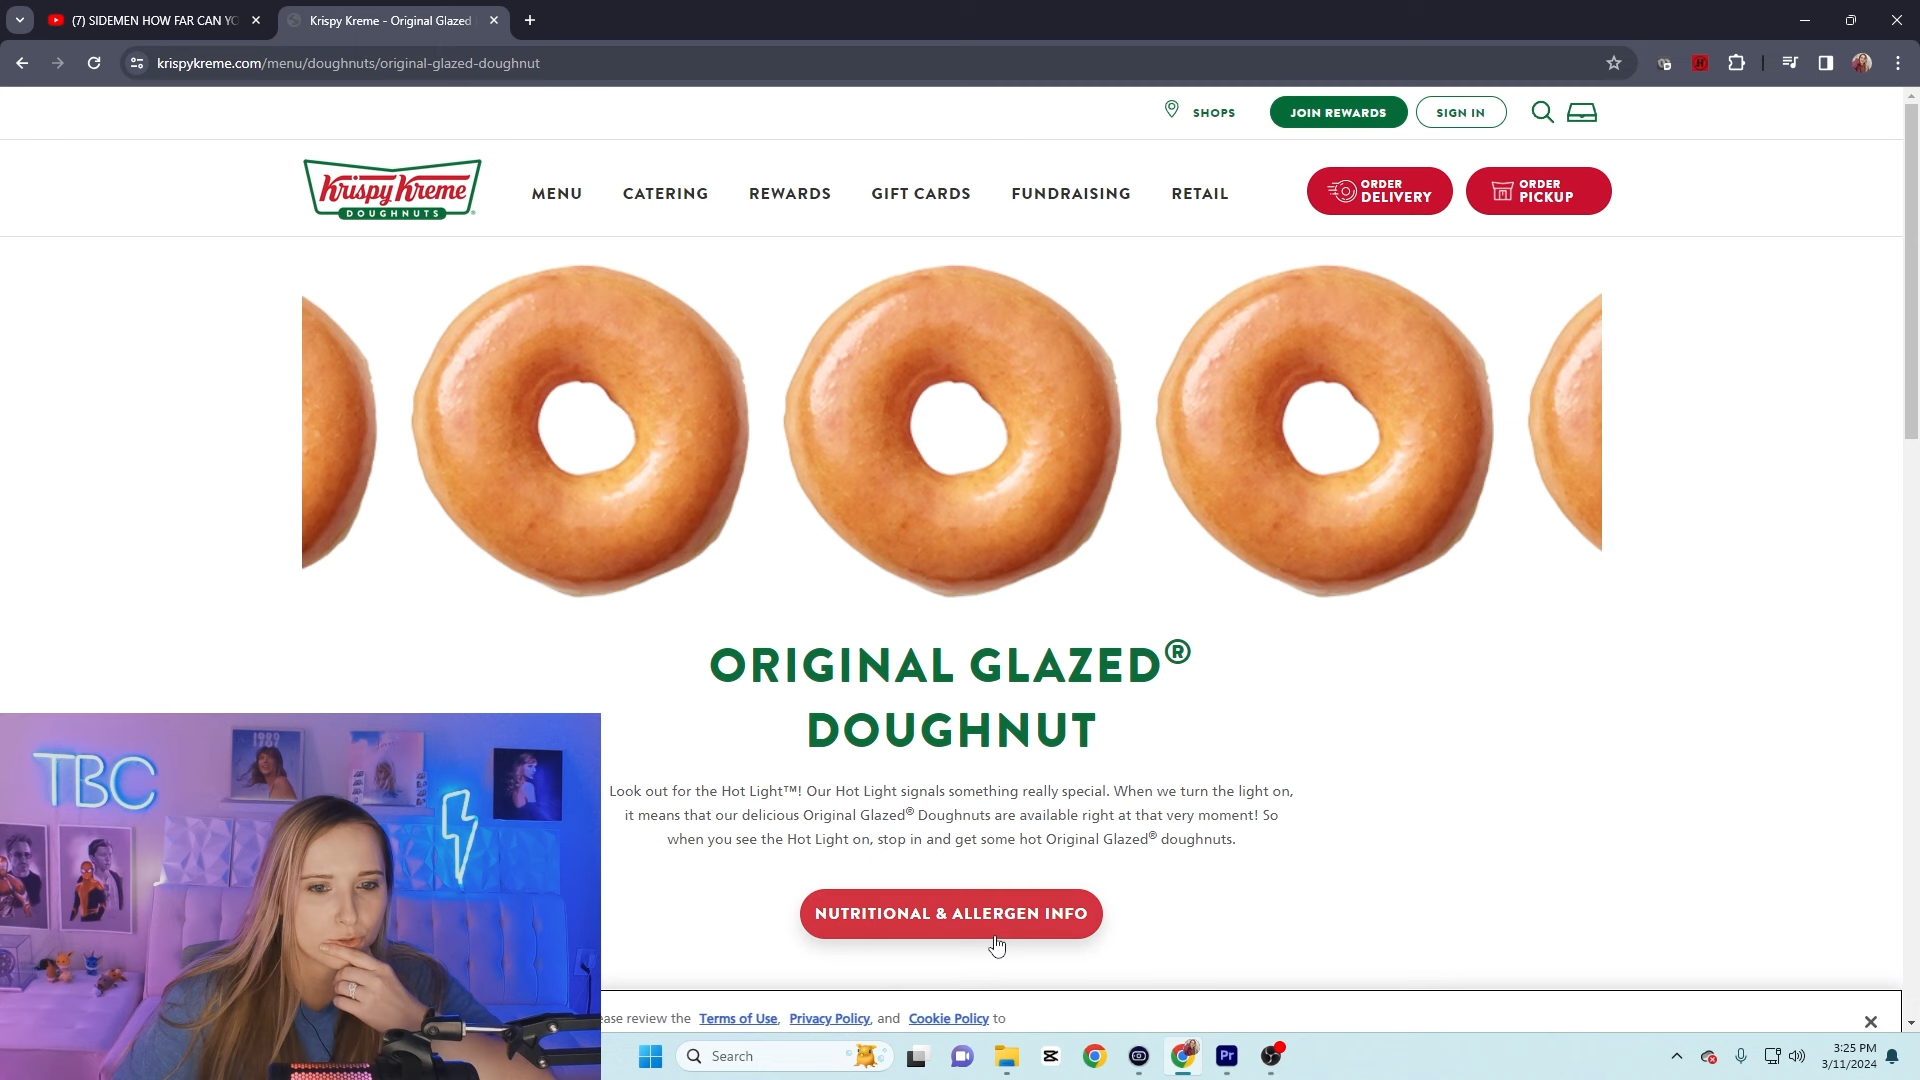 (7) SIDEMEN HOW FAR CAN YO
Krispy Kreme - Original Glazed
krispykreme.com/menu/doughnuts/original-glazed-doughnut
SHOPS
JOIN REWARDS
SIGN IN
Krispy Kreme
DOUGHNUTS
MENU
CATERING
REWARDS
GIFT CARDS
FUNDRAISING
RETAIL
ORDER
DELIVERY
ORDER
PICKUP
ORIGINAL GLAZED®
DOUGHNUT
Look out for the Hot Light™! Our Hot Light signals something really special. When we turn the light on,
it means that our delicious Original Glazed® Doughnuts are available right at that very moment! So
when you see the Hot Light on, stop in and get some hot Original Glazed® doughnuts.
NUTRITIONAL & ALLERGEN INFO
TBC
1989
ease review the Terms of Use, Privacy Policy, and Cookie Policy to
Search
Pr
3:25 PM
3/11/2024